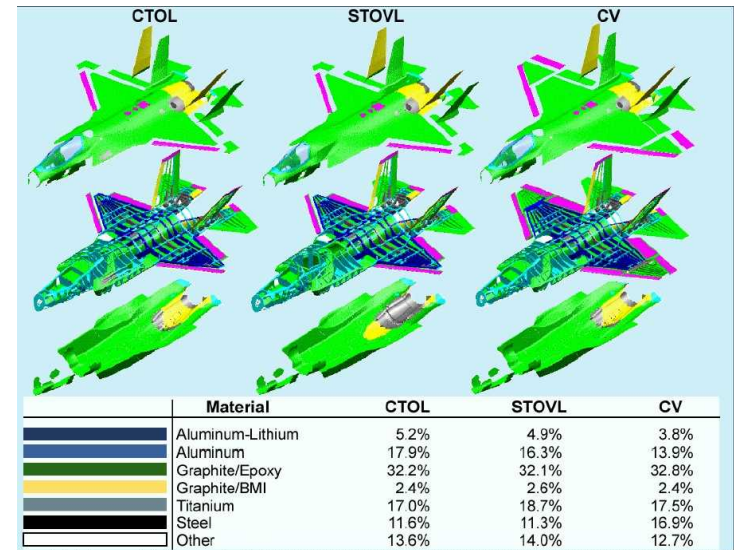 CTOL STOVL CV
Material CTOL STOVL CV
Aluminum-Lithium 5.2% 4.9% 3.8%
Aluminum 17.9% 16.3% 13.9%
Graphite/Epoxy 32.2% 32.1% 32.8%
Graphite/BMI 2.4% 2.6% 2.4%
Titanium 17.0% 18.7% 17.5%
Steel 11.6% 11.3% 16.9%
Other 13.6% 14.0% 12.7%